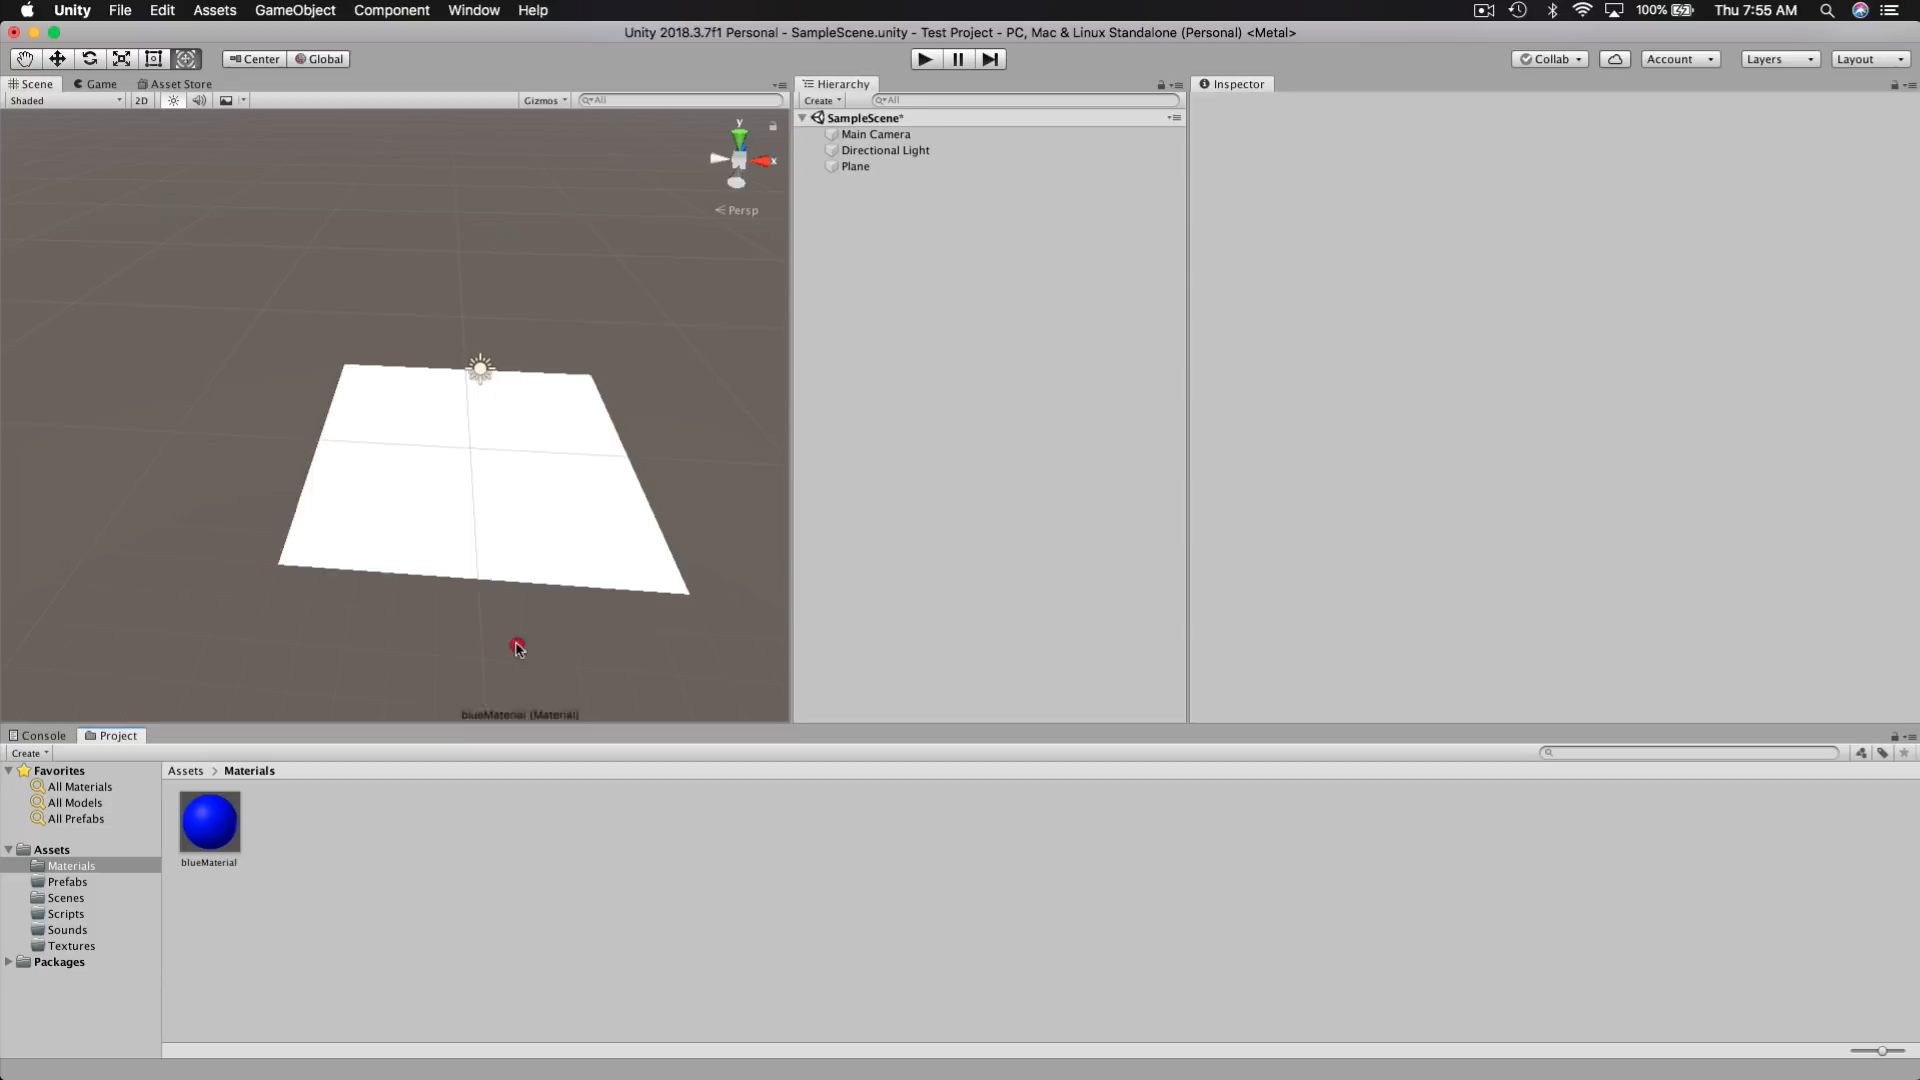 Unity File Edit Assets GameObject Component Window Help 100% Thu 7:55 AM
Unity 2018.3.7f1 Personal - SampleScene.unity - Test Project - PC, Mac & Linux Standalone (Personal) <Metal>
Center Global Collab Account Layers Layout
Scene Game Asset Store Hierarchy Inspector
Shaded 2D Gizmos All Create All
SampleScene*
Main Camera
Directional Light
Plane
y
x
Persp
blueMaterial (Material)
Console Project
Create
Favorites
All Materials
All Models
All Prefabs
Assets
Materials
Prefabs
Scenes
Scripts
Sounds
Textures
Packages
Assets > Materials
blueMaterial